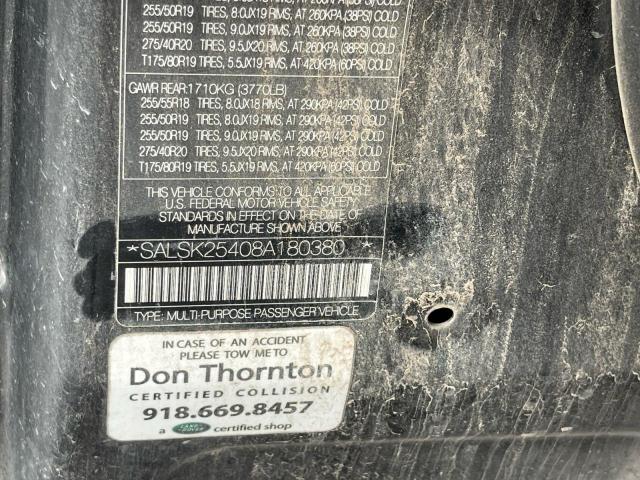 255/50R19 TIRES, 8.0JX19 RIMS, AT 260KPA (38PSI) COLD
255/50R19 TIRES, 9.0JX19 RIMS, AT 260KPA (38PSI) COLD
275/40R20 TIRES, 9.5JX20 RIMS, AT 260KPA (38PSI) COLD
T175/80R19 TIRES, 5.5JX19 RIMS, AT 420KPA (60PSI) COLD
GAWR REAR: 1710KG (3770LB)
255/55R18 TIRES, 8.0JX18 RIMS, AT 290KPA (42PSI) COLD
255/50R19 TIRES, 8.0JX19 RIMS, AT 290KPA (42PSI) COLD
255/50R19 TIRES, 9.0JX19 RIMS, AT 290KPA (42PSI) COLD
275/40R20 TIRES, 9.5JX20 RIMS, AT 290KPA (42PSI) COLD
T175/80R19 TIRES, 5.5JX19 RIMS, AT 420KPA (60PSI) COLD
THIS VEHICLE CONFORMS TO ALL APPLICABLE
U.S. FEDERAL MOTOR VEHICLE SAFETY
STANDARDS IN EFFECT ON THE DATE OF
MANUFACTURE SHOWN ABOVE
*SALSK25408A180380 *
TYPE: MULTI-PURPOSE PASSENGER VEHICLE
IN CASE OF AN ACCIDENT
PLEASE TOW ME TO
Don Thornton
CERTIFIED COLLISION
918.669.8457
a LAND ROVER certified shop